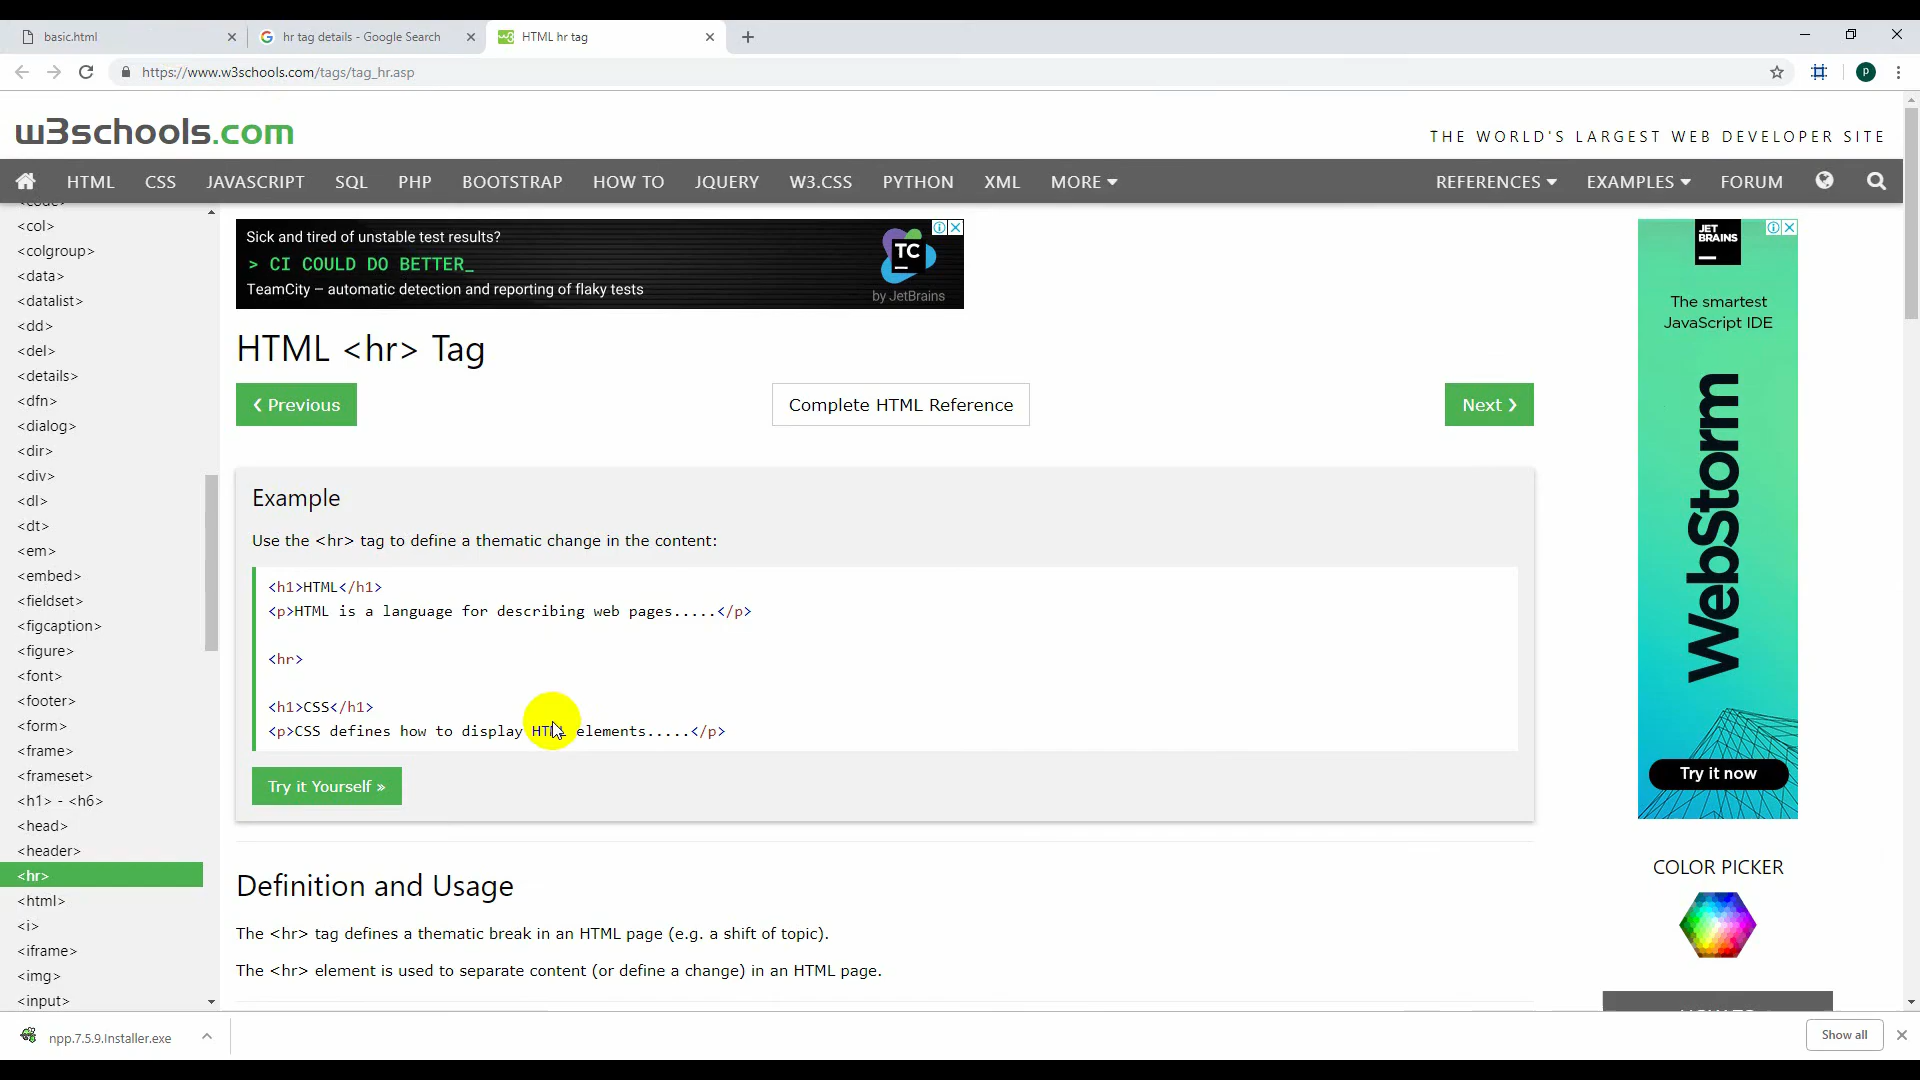 basic.html
hr tag details - Google Search
HTML hr tag
https://www.w3schools.com/tags/tag_hr.asp
P
w3schools.com
THE WORLD'S LARGEST WEB DEVELOPER SITE
HTML CSS JAVASCRIPT SQL PHP BOOTSTRAP HOW TO JQUERY W3.CSS PYTHON XML MORE
REFERENCES EXAMPLES FORUM
<code>
<col>
<colgroup>
<data>
<datalist>
<dd>
<del>
<details>
<dfn>
<dialog>
<dir>
<div>
<dl>
<dt>
<em>
<embed>
<fieldset>
<figcaption>
<figure>
<font>
<footer>
<form>
<frame>
<frameset>
<h1> - <h6>
<head>
<header>
<hr>
<html>
<i>
<iframe>
<img>
<input>
Sick and tired of unstable test results?
> CI COULD DO BETTER_
TeamCity – automatic detection and reporting of flaky tests
TC
by JetBrains
HTML <hr> Tag
❮ Previous
Complete HTML Reference
Next ❯
Example
Use the <hr> tag to define a thematic change in the content:
<h1>HTML</h1>
<p>HTML is a language for describing web pages.....</p>
<hr>
<h1>CSS</h1>
<p>CSS defines how to display HTML elements.....</p>
Try it Yourself »
Definition and Usage
The <hr> tag defines a thematic break in an HTML page (e.g. a shift of topic).
The <hr> element is used to separate content (or define a change) in an HTML page.
JET
BRAINS
The smartest
JavaScript IDE
WebStorm
Try it now
COLOR PICKER
npp.7.5.9.Installer.exe
Show all